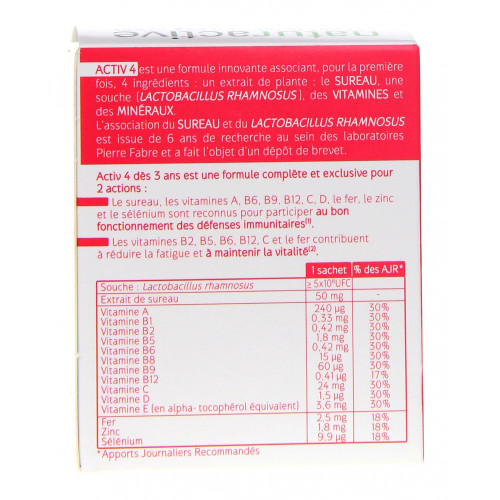 naturactive
ACTIV 4 est une formule innovante associant, pour la première
fois, 4 ingrédients : un extrait de plante : le SUREAU, une
souche (LACTOBACILLUS RHAMNOSUS), des VITAMINES et
des MINÉRAUX.
L'association du SUREAU et du LACTOBACILLUS RHAMNOSUS
est issue de 6 ans de recherche au sein des laboratoires
Pierre Fabre et a fait l'objet d'un dépôt de brevet.
Activ 4 dès 3 ans est une formule complète et exclusive pour
2 actions :
Le sureau, les vitamines A, B6, B9, B12, C, D, le fer, le zinc
et le sélénium sont reconnus pour participer au bon
fonctionnement des défenses immunitaires(1).
Les vitamines B2, B5, B6, B12, C et le fer contribuent
à réduire la fatigue et à maintenir la vitalité(2).
1 sachet % des AJR*
Souche : Lactobacillus rhamnosus ≥ 5x10⁸UFC
Extrait de sureau 50 mg -
Vitamine A 240 µg 30%
Vitamine B1 0,33 mg 30%
Vitamine B2 0,42 mg 30%
Vitamine B5 1,8 mg 30%
Vitamine B6 0,42 mg 30%
Vitamine B8 15 µg 30%
Vitamine B9 60 µg 30%
Vitamine B12 0,41 µg 17%
Vitamine C 24 mg 30%
Vitamine D 1,5 µg 30%
Vitamine E (en alpha- tocophérol équivalent) 3,6 mg 30%
Fer 2,5 mg 18%
Zinc 1,8 mg 18%
Sélénium 9,9 µg 18%
*Apports Journaliers Recommandés